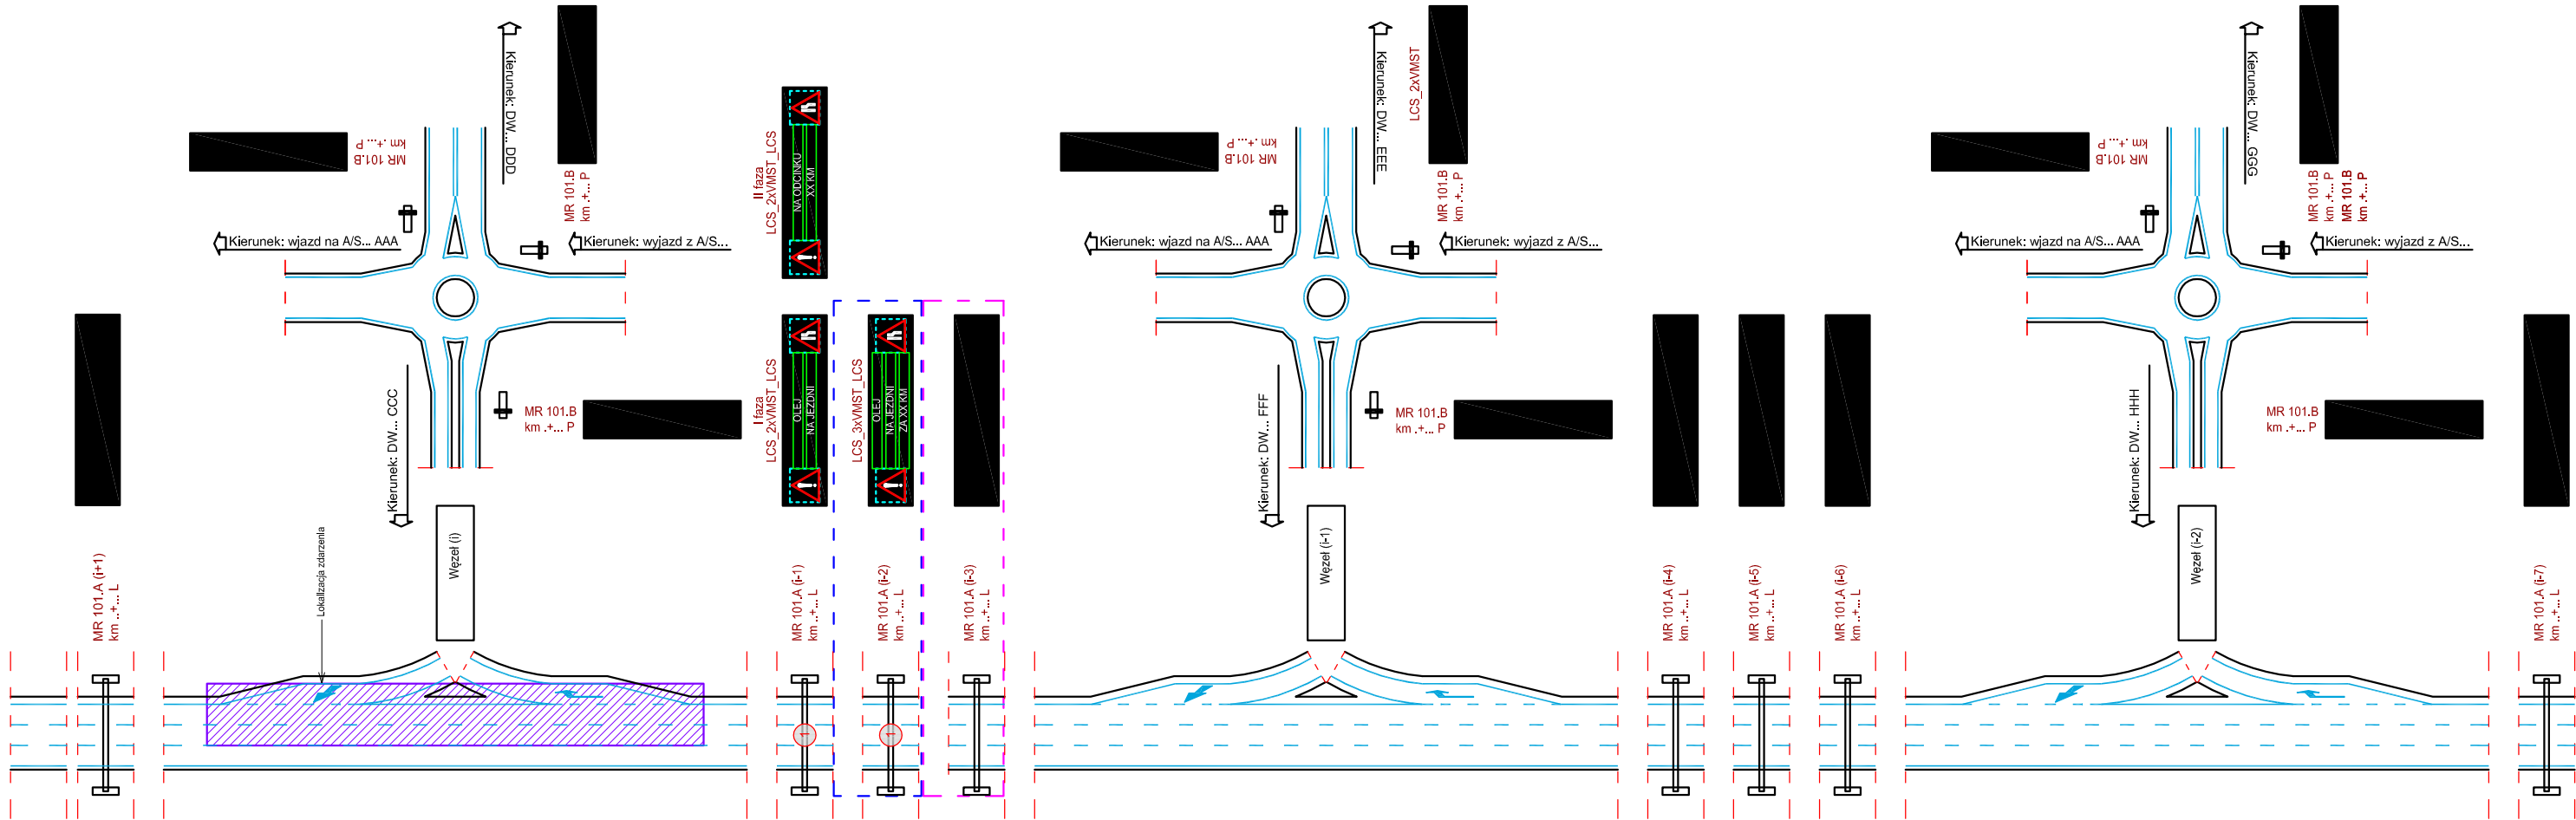 Kierunek: DW... DDD
MR 101.B
km .+... P
MR 101.B
km .+... P
Kierunek: wjazd na A/S... AAA
Kierunek: wyjazd z A/S...
Kierunek: DW... CCC
MR 101.B
km .+... P
Węzeł (i)
Lokalizacja zdarzenia
MR 101.A (i+1)
km ..+... L
II faza
LCS_2xVMST_LCS
NA ODCINKU
XX KM
I faza
LCS_2xVMST_LCS
OLEJ
NA JEZDNI
LCS_3xVMST_LCS
OLEJ
NA JEZDNI
ZA XX KM
MR 101.A (i-1)
km ..+... L
MR 101.A (i-2)
km ..+... L
MR 101.A (i-3)
km ..+... L
Kierunek: DW... EEE
LCS_2xVMST
MR 101.B
km .+... P
MR 101.B
km .+... P
Kierunek: wjazd na A/S... AAA
Kierunek: wyjazd z A/S...
Kierunek: DW... FFF
MR 101.B
km .+... P
Węzeł (i-1)
MR 101.A (i-4)
km ..+... L
MR 101.A (i-5)
km ..+... L
MR 101.A (i-6)
km ..+... L
Kierunek: DW... GGG
MR 101.B
km .+... P
MR 101.B
km .+... P
MR 101.B
km .+... P
Kierunek: wjazd na A/S... AAA
Kierunek: wyjazd z A/S...
Kierunek: DW... HHH
MR 101.B
km .+... P
Węzeł (i-2)
MR 101.A (i-7)
km ..+... L